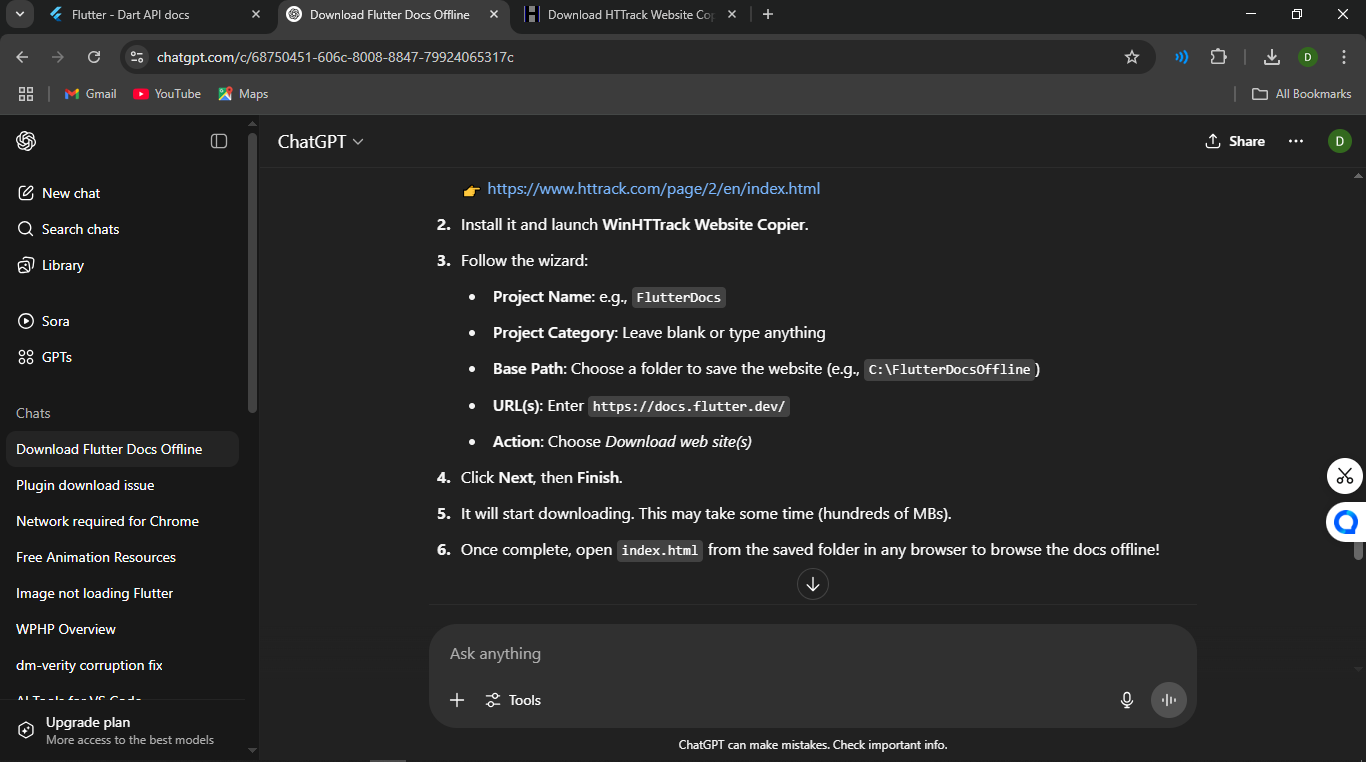 Flutter - Dart API docs
Download Flutter Docs Offline
Download HTTrack Website Cop
chatgpt.com/c/68750451-606c-8008-8847-79924065317c
D
Gmail
YouTube
Maps
All Bookmarks
ChatGPT
Share
D
New chat
Search chats
Library
Sora
GPTs
Chats
Download Flutter Docs Offline
Plugin download issue
Network required for Chrome
Free Animation Resources
Image not loading Flutter
WPHP Overview
dm-verity corruption fix
AI Tools for VS Code
Upgrade plan
More access to the best models
👉 https://www.httrack.com/page/2/en/index.html
2. Install it and launch WinHTTrack Website Copier.
3. Follow the wizard:
• Project Name: e.g., FlutterDocs
• Project Category: Leave blank or type anything
• Base Path: Choose a folder to save the website (e.g., C:\FlutterDocsOffline)
• URL(s): Enter https://docs.flutter.dev/
• Action: Choose Download web site(s)
4. Click Next, then Finish.
5. It will start downloading. This may take some time (hundreds of MBs).
6. Once complete, open index.html from the saved folder in any browser to browse the docs offline!
Ask anything
Tools
ChatGPT can make mistakes. Check important info.